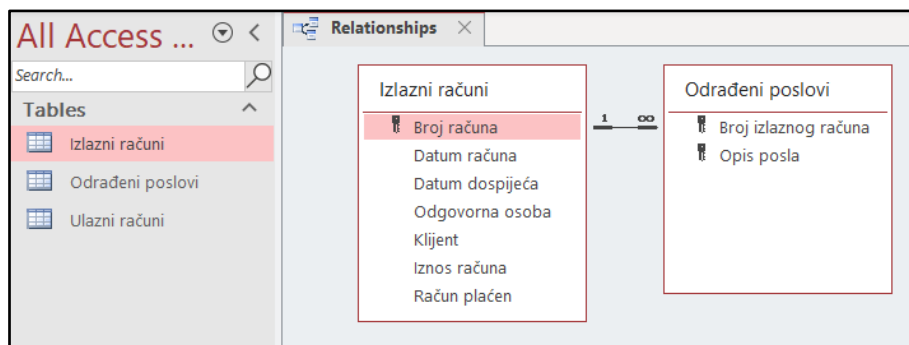 All Access ...
Search...
Tables
Izlazni računi
Odrađeni poslovi
Ulazni računi
Relationships
Izlazni računi
Broj računa
Datum računa
Datum dospijeća
Odgovorna osoba
Klijent
Iznos računa
Račun plaćen
1 ∞
Odrađeni poslovi
Broj izlaznog računa
Opis posla